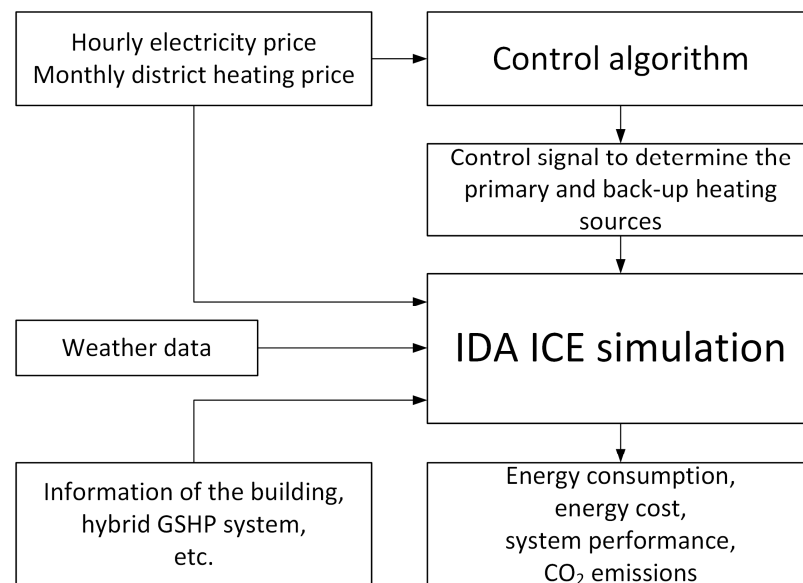 Hourly electricity price
Monthly district heating price
Control algorithm
Control signal to determine the
primary and back-up heating
sources
IDA ICE simulation
Weather data
Information of the building,
hybrid GSHP system,
etc.
Energy consumption,
energy cost,
system performance,
CO₂ emissions